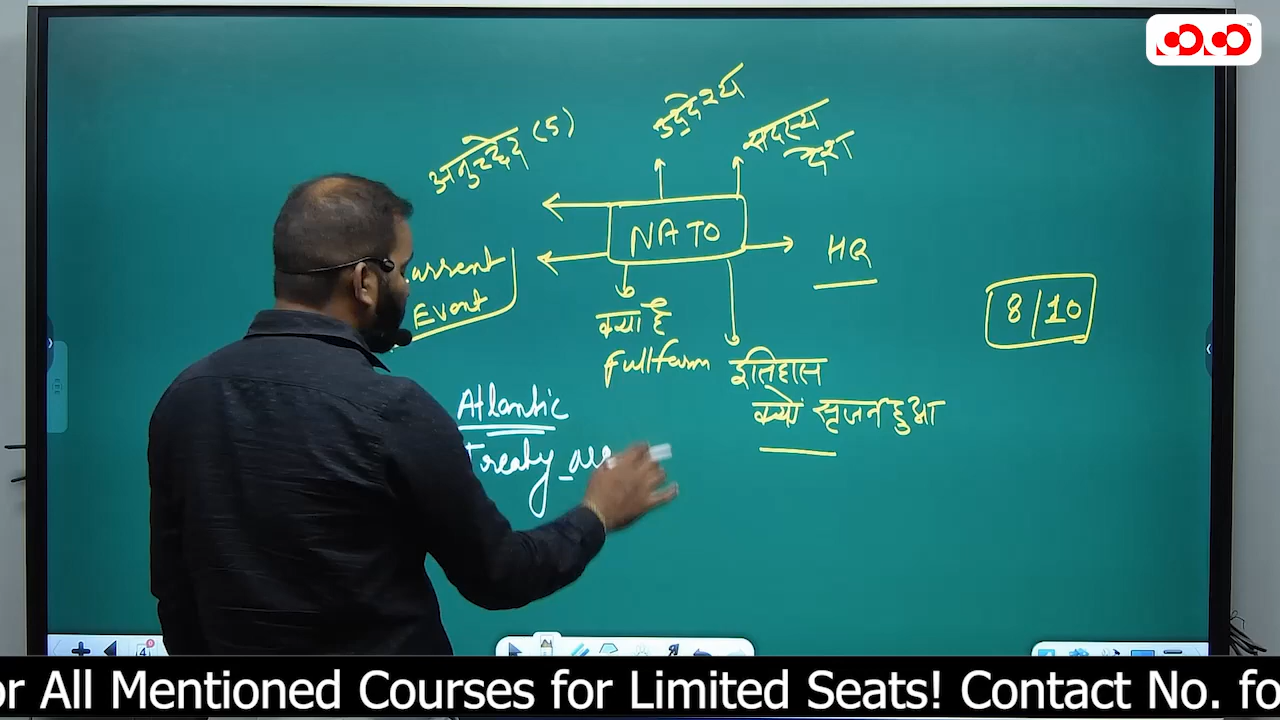 उद्देश्य
सदस्य
देश
अनुच्छेद (5)
NATO
HQ
urrent
Event
8/10
क्या है
fullform
इतिहास
क्यों सृजन हुआ
Atlantic
Treaty
or All Mentioned Courses for Limited Seats! Contact No. fo